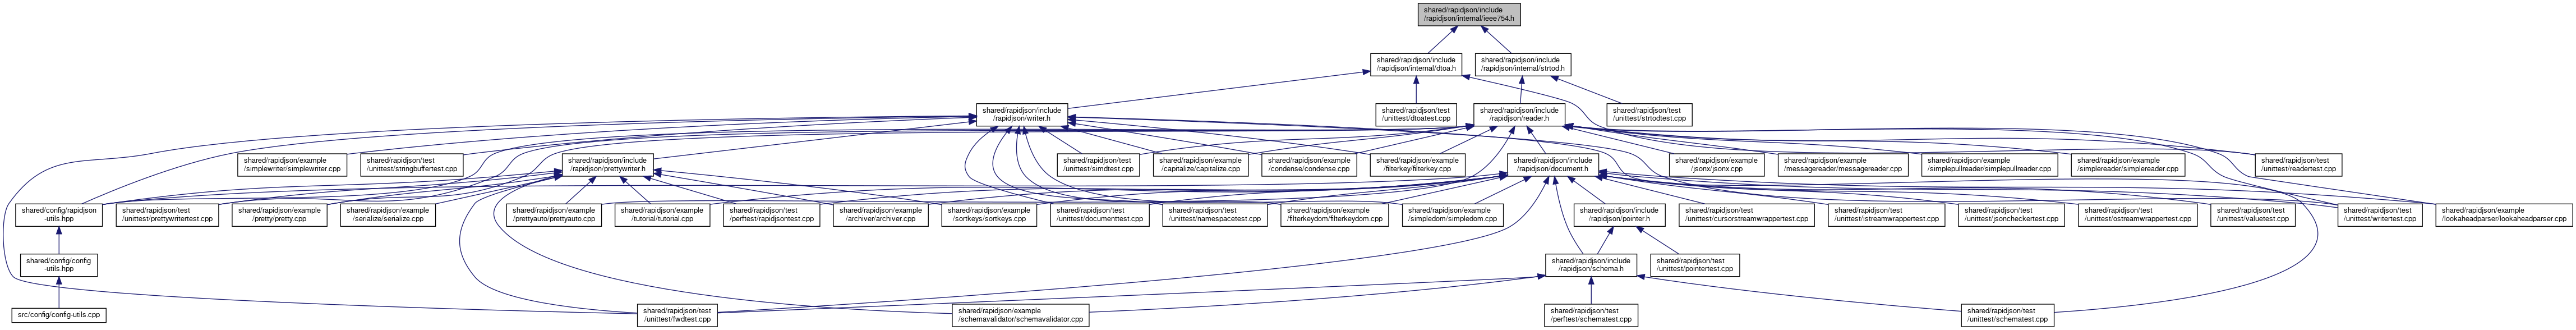 shared/rapidjson/include
/rapidjson/internal/ieee754.h
shared/rapidjson/include
/rapidjson/internal/dtoa.h
shared/rapidjson/include
/rapidjson/internal/strtod.h
shared/rapidjson/include
/rapidjson/writer.h
shared/rapidjson/test
/unittest/dtoatest.cpp
shared/rapidjson/include
/rapidjson/reader.h
shared/rapidjson/test
/unittest/strtodtest.cpp
shared/rapidjson/example
/simplewriter/simplewriter.cpp
shared/rapidjson/test
/unittest/stringbuffertest.cpp
shared/rapidjson/include
/rapidjson/prettywriter.h
shared/rapidjson/test
/unittest/simdtest.cpp
shared/rapidjson/example
/capitalize/capitalize.cpp
shared/rapidjson/example
/condense/condense.cpp
shared/rapidjson/example
/filterkey/filterkey.cpp
shared/rapidjson/include
/rapidjson/document.h
shared/rapidjson/example
/jsonx/jsonx.cpp
shared/rapidjson/example
/messagereader/messagereader.cpp
shared/rapidjson/example
/simplepullreader/simplepullreader.cpp
shared/rapidjson/example
/simplereader/simplereader.cpp
shared/rapidjson/test
/unittest/readertest.cpp
shared/config/rapidjson
-utils.hpp
shared/rapidjson/test
/unittest/prettywritertest.cpp
shared/rapidjson/example
/pretty/pretty.cpp
shared/rapidjson/example
/serialize/serialize.cpp
shared/rapidjson/example
/prettyauto/prettyauto.cpp
shared/rapidjson/example
/tutorial/tutorial.cpp
shared/rapidjson/test
/perftest/rapidjsontest.cpp
shared/rapidjson/example
/archiver/archiver.cpp
shared/rapidjson/example
/sortkeys/sortkeys.cpp
shared/rapidjson/test
/unittest/documenttest.cpp
shared/rapidjson/test
/unittest/namespacetest.cpp
shared/rapidjson/example
/filterkeydom/filterkeydom.cpp
shared/rapidjson/example
/simpledom/simpledom.cpp
shared/rapidjson/include
/rapidjson/pointer.h
shared/rapidjson/test
/unittest/cursorstreamwrappertest.cpp
shared/rapidjson/test
/unittest/istreamwrappertest.cpp
shared/rapidjson/test
/unittest/jsoncheckertest.cpp
shared/rapidjson/test
/unittest/ostreamwrappertest.cpp
shared/rapidjson/test
/unittest/valuetest.cpp
shared/rapidjson/test
/unittest/writertest.cpp
shared/rapidjson/example
/lookaheadparser/lookaheadparser.cpp
shared/config/config
-utils.hpp
shared/rapidjson/include
/rapidjson/schema.h
shared/rapidjson/test
/unittest/pointertest.cpp
src/config/config-utils.cpp
shared/rapidjson/test
/unittest/fwdtest.cpp
shared/rapidjson/example
/schemavalidator/schemavalidator.cpp
shared/rapidjson/test
/perftest/schematest.cpp
shared/rapidjson/test
/unittest/schematest.cpp